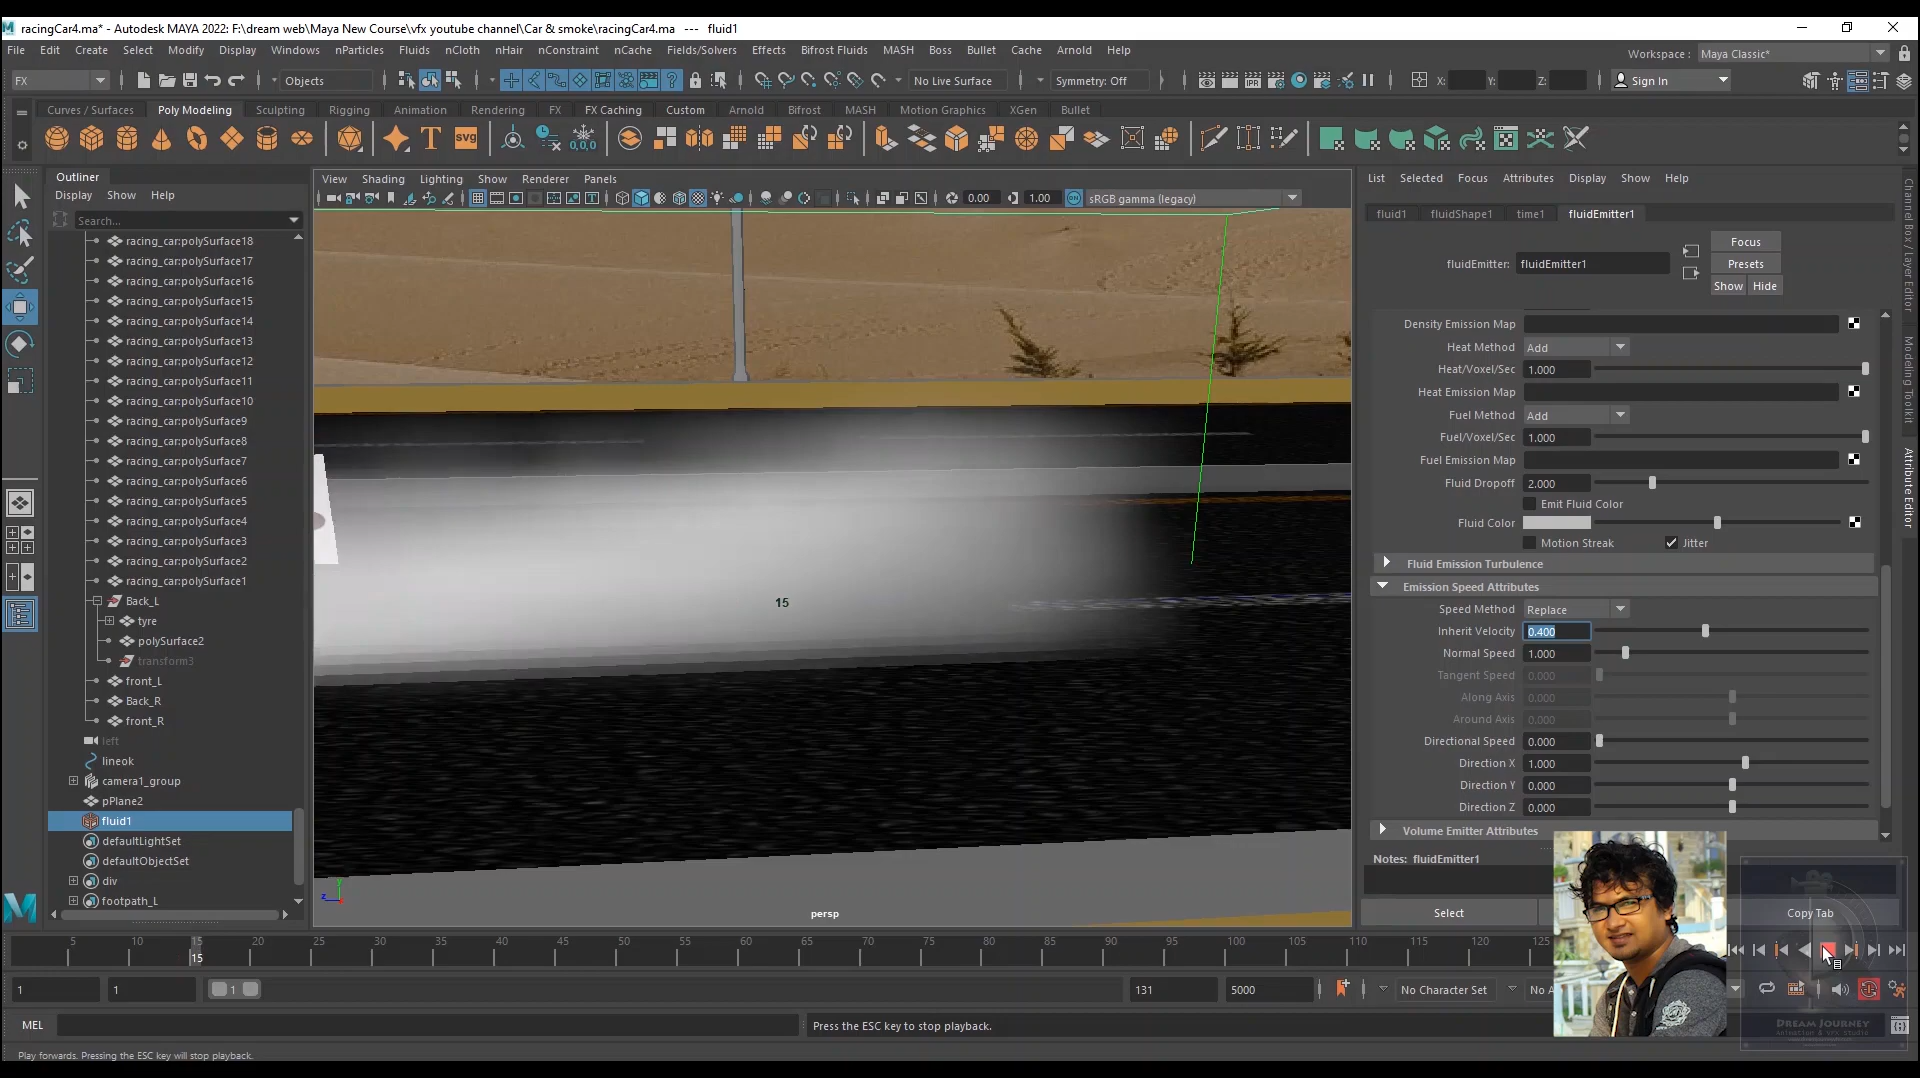 racingCar4.ma* - Autodesk MAYA 2022: F:\dream web\Maya New Course\vfx youtube channel\Car & smoke\racingCar4.ma   ---   fluid1
File Edit Create Select Modify Display Windows nParticles Fluids nCloth nHair nConstraint nCache Fields/Solvers Effects Bifrost Fluids MASH Boss Bullet Cache Arnold Help
Workspace : Maya Classic*
FX Objects No Live Surface Symmetry: Off X: Y: Z: Sign In
Curves / Surfaces Poly Modeling Sculpting Rigging Animation Rendering FX FX Caching Custom Arnold Bifrost MASH Motion Graphics XGen Bullet
T svg 0,0,0
Outliner
Display Show Help
Search...
racing_car:polySurface18
racing_car:polySurface17
racing_car:polySurface16
racing_car:polySurface15
racing_car:polySurface14
racing_car:polySurface13
racing_car:polySurface12
racing_car:polySurface11
racing_car:polySurface10
racing_car:polySurface9
racing_car:polySurface8
racing_car:polySurface7
racing_car:polySurface6
racing_car:polySurface5
racing_car:polySurface4
racing_car:polySurface3
racing_car:polySurface2
racing_car:polySurface1
Back_L
tyre
polySurface2
transform3
front_L
Back_R
front_R
left
lineok
camera1_group
pPlane2
fluid1
defaultLightSet
defaultObjectSet
div
footpath_L
View Shading Lighting Show Renderer Panels
0.00 1.00 sRGB gamma (legacy)
15
persp
List Selected Focus Attributes Display Show Help
fluid1 fluidShape1 time1 fluidEmitter1
Focus
fluidEmitter: fluidEmitter1 Presets
Show Hide
Density Emission Map
Heat Method Add
Heat/Voxel/Sec 1.000
Heat Emission Map
Fuel Method Add
Fuel/Voxel/Sec 1.000
Fuel Emission Map
Fluid Dropoff 2.000
Emit Fluid Color
Fluid Color
Motion Streak Jitter
Fluid Emission Turbulence
Emission Speed Attributes
Speed Method Replace
Inherit Velocity 0.400
Normal Speed 1.000
Tangent Speed 0.000
Along Axis 0.000
Around Axis 0.000
Directional Speed 0.000
Direction X 1.000
Direction Y 0.000
Direction Z 0.000
Volume Emitter Attributes
Notes: fluidEmitter1
Select Copy Tab
Channel Box / Layer Editor
Modeling Toolkit
Attribute Editor
5 10 15 20 25 30 35 40 45 50 55 60 65 70 75 80 85 90 95 100 105 110 115 120 125
15
1 1 1 131 5000 No Character Set No A
MEL Press the ESC key to stop playback.
DREAM JOURNEY
Play forwards. Pressing the ESC key will stop playback.